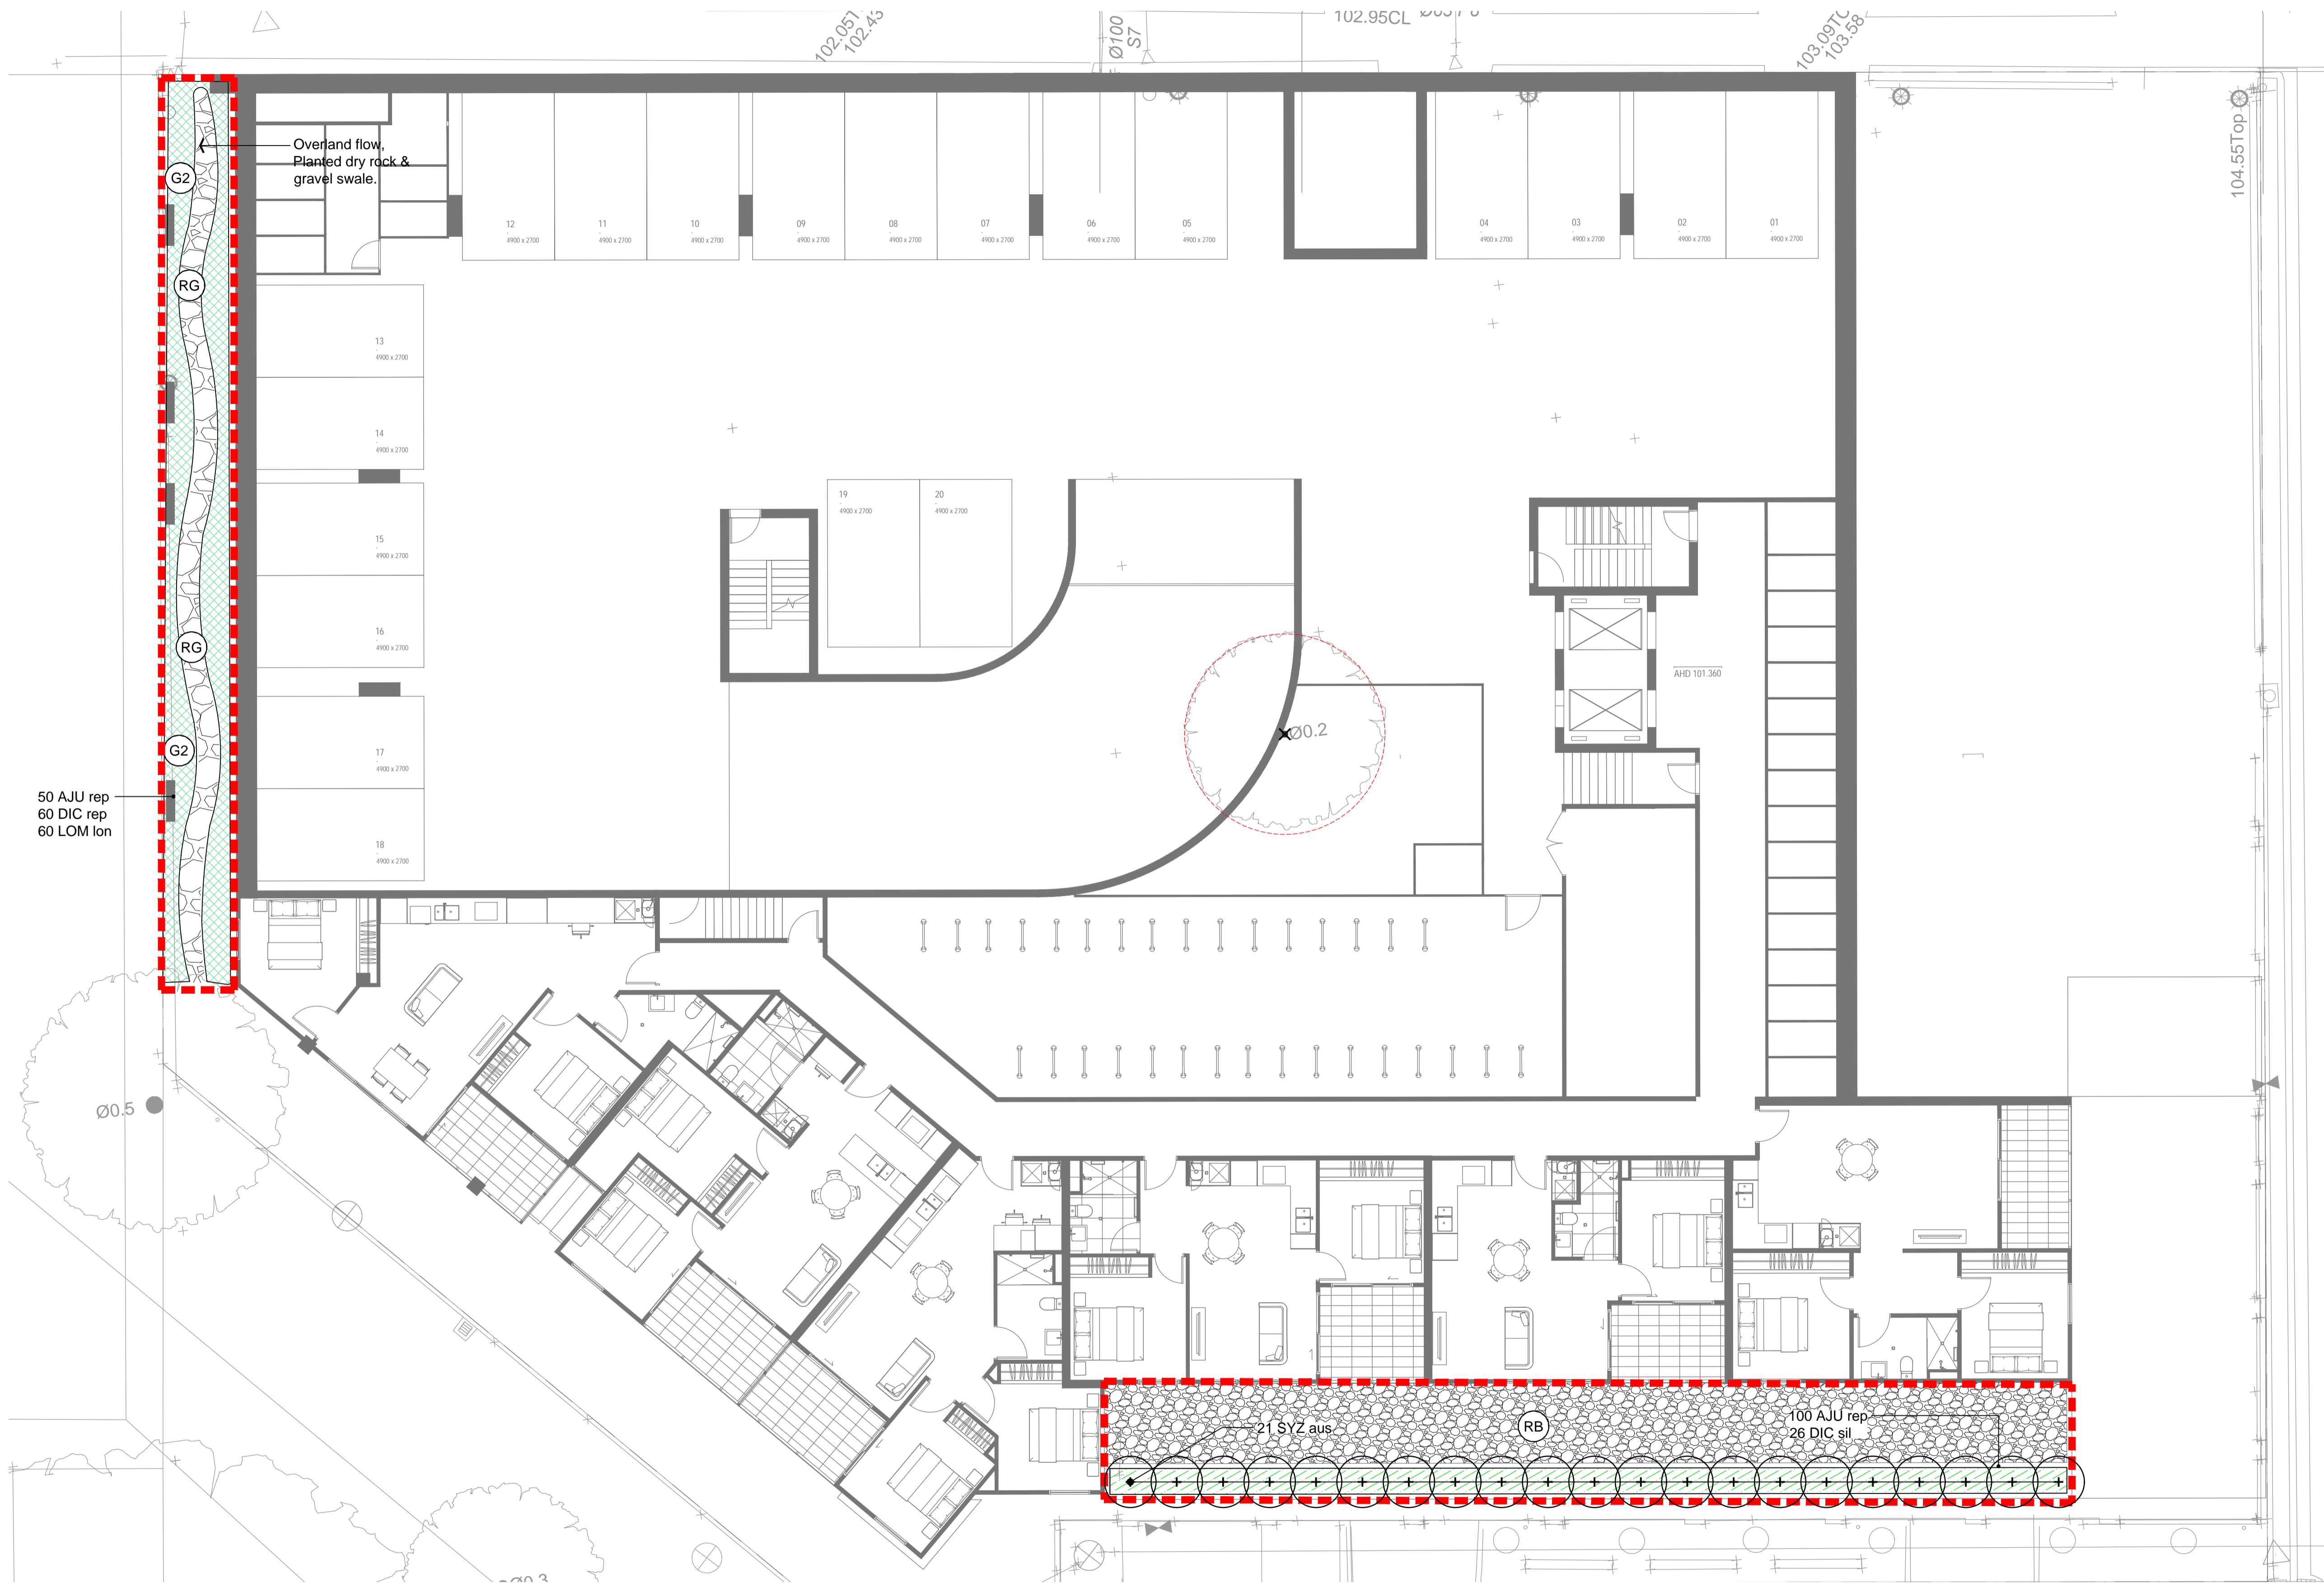 102.05T
102.43
Ø100
S7
102.95CL
103.09TC
103.58
104.55Top
Overland flow,
Planted dry rock &
gravel swale.
G2
RG
RG
G2
50 AJU rep
60 DIC rep
60 LOM lon
12
4900 x 2700
11
4900 x 2700
10
4900 x 2700
09
4900 x 2700
08
4900 x 2700
07
4900 x 2700
06
4900 x 2700
05
4900 x 2700
04
4900 x 2700
03
4900 x 2700
02
4900 x 2700
01
4900 x 2700
13
4900 x 2700
14
4900 x 2700
15
4900 x 2700
16
4900 x 2700
17
4900 x 2700
18
4900 x 2700
19
4900 x 2700
20
4900 x 2700
Ø0.2
AHD 101.360
Ø0.5
21 SYZ aus
RB
100 AJU rep
26 DIC sil